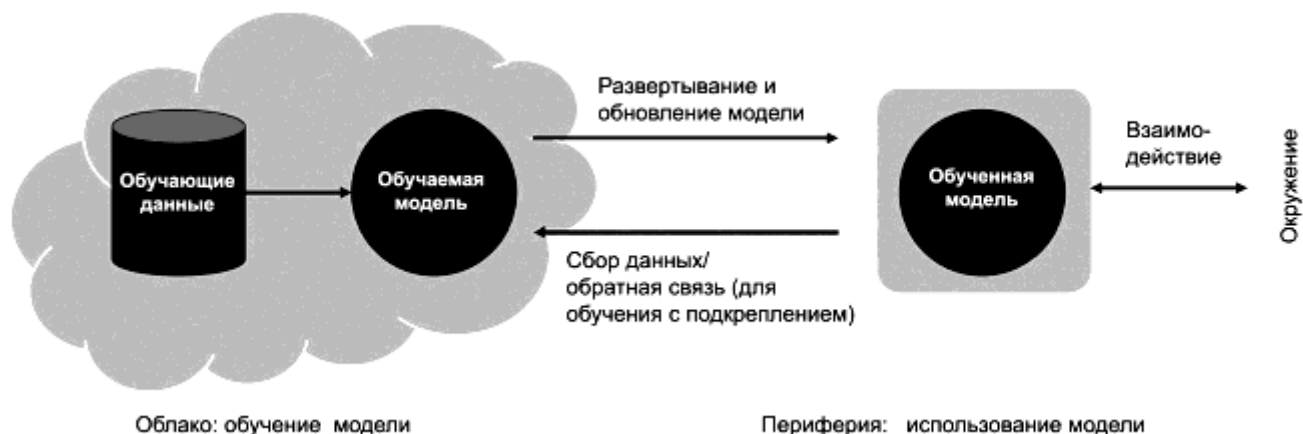 Развертывание и
обновление модели
Взаимо-
действие
Обучающие
данные
Обучаемая
модель
Обученная
модель
Окружение
Сбор данных/
обратная связь (для
обучения с подкреплением)
Облако: обучение модели
Периферия: использование модели